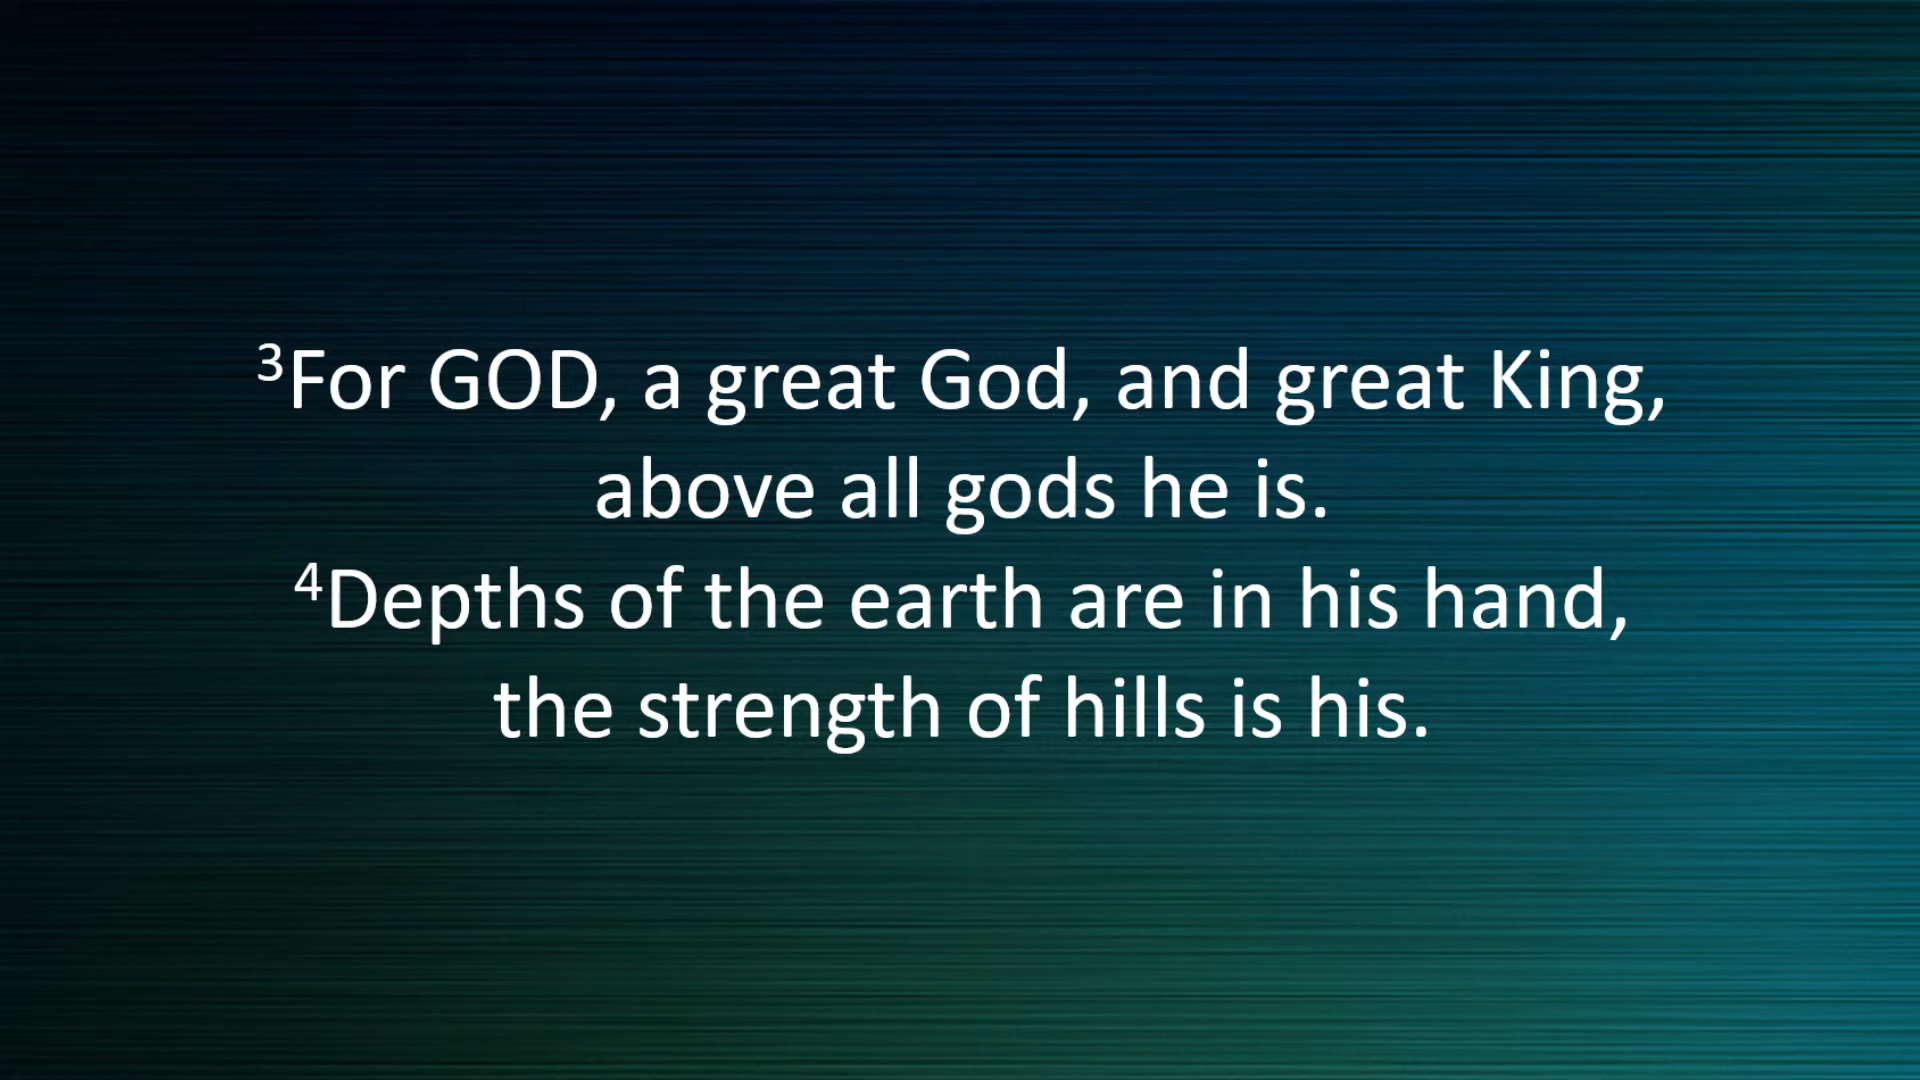 ³For GOD, a great God, and great King,
above all gods he is.
⁴Depths of the earth are in his hand,
the strength of hills is his.